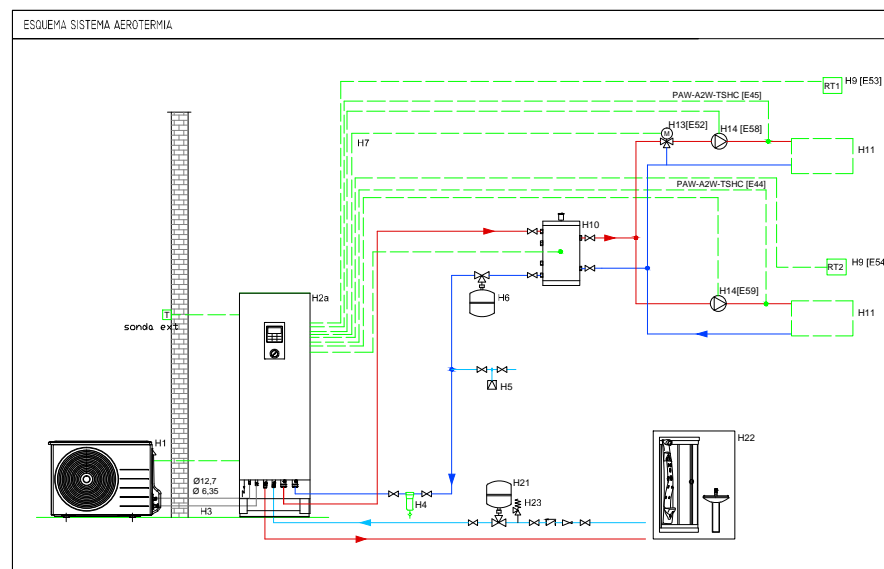 ESQUEMA SISTEMA AEROTERMIA
RT1
H9 [E53]
PAW-A2W-TSHC [E45]
H13[E52]
M
H14 [E58]
H7
H11
PAW-A2W-TSHC [E44]
H10
H9 [E54
RT2
H14[E59]
H6
H2a
H11
T
sonda ext
H5
H1
H22
Ø12,7
Ø 6,35
H21
H23
H4
H3